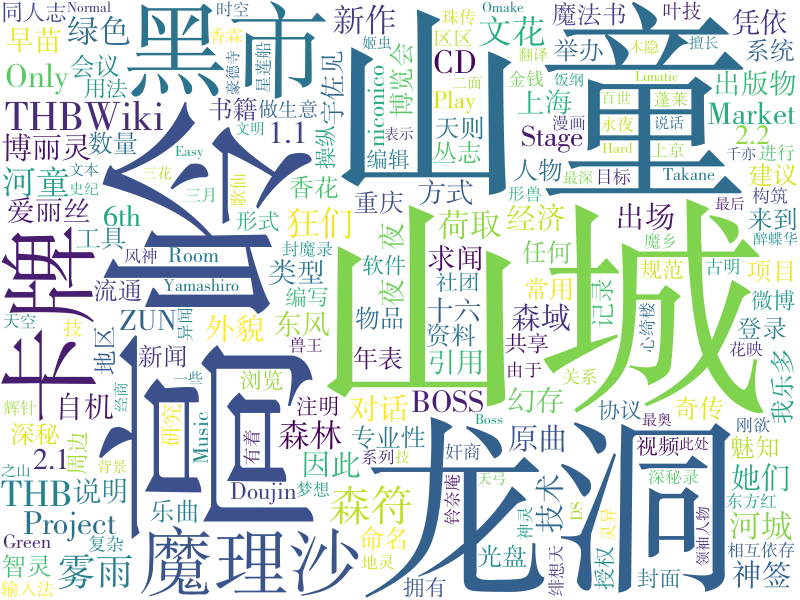 同人志
早苗
绿色
Only
会议
用法
THBWiki
博丽灵
数量
河童
爱丽丝
6th
工具
卡牌
流通
风神
Room
Yamashiro
ZUN
地区
天空
新闻
技
辉针
经商
一些
自机
深秘
研究
有着
周边
2.1
Music
之山
背景
THB
说明
Doujin
Project
乐曲
Green
复杂
智灵
雾雨
输入法
黑市
时空
香霖
豪德寺
星莲船
书籍
做生意
1.1
操纵
宇佐见
文明
表示
Easy
文本
史纪
三花
三月
歌仙
香花
形式
狂们
封魔录
异闻
类型
编写
外貌
东风
兽王
浏览
注明
森林
专业性
系列
技
因此
奸商
梦想
铃奈庵
森符
命名
地灵
拥有
魔理沙
珠传
姬虫
新作
区区
二面
niconico
博览会
CD
金钱
Play
天则
编辑
丛志
重庆
方式
夜
夜
软件
物品
年表
对话
求闻
社团
资料
引用
BOSS
Boss
幻存
原曲
技术
天弓
神灵
DS
灵异
绯想天
光盘
授权
Omake
Normal
翻译
擅长
饭纲
文花
叶技
魔法书
举办
木隐
Lunatic
上海
漫画
百世
蓬莱
永夜
说话
Stage
人物
Hard
上京
形兽
最深
目标
荷取
经济
十六
常用
任何
森域
共享
由于
记录
规范
关系
协议
奇传
最奥
视频
此处
领袖人物
封面
凭依
系统
出版物
Market
2.2
千亦
进行
建议
Takane
构筑
出场
来到
最后
醉蝶华
魔乡
古明
项目
微博
登录
心绮楼
花映
我乐多
刚欲
魅知
她们
东方红
河城
相互依存
神签
山童
山城
龙洞